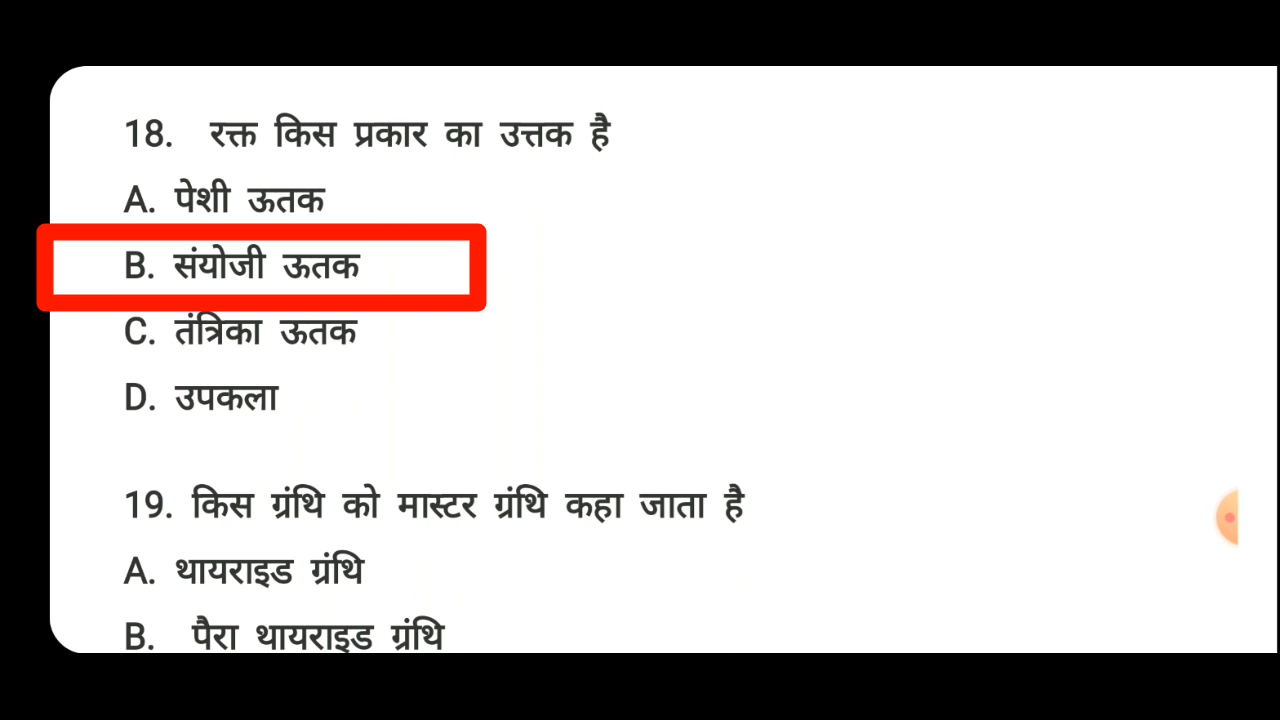 18. रक्त किस प्रकार का उत्तक है
A. पेशी ऊतक
B. संयोजी ऊतक
C. तंत्रिका ऊतक
D. उपकला
19. किस ग्रंथि को मास्टर ग्रंथि कहा जाता है
A. थायराइड ग्रंथि
B. पैरा थायराइड ग्रंथि